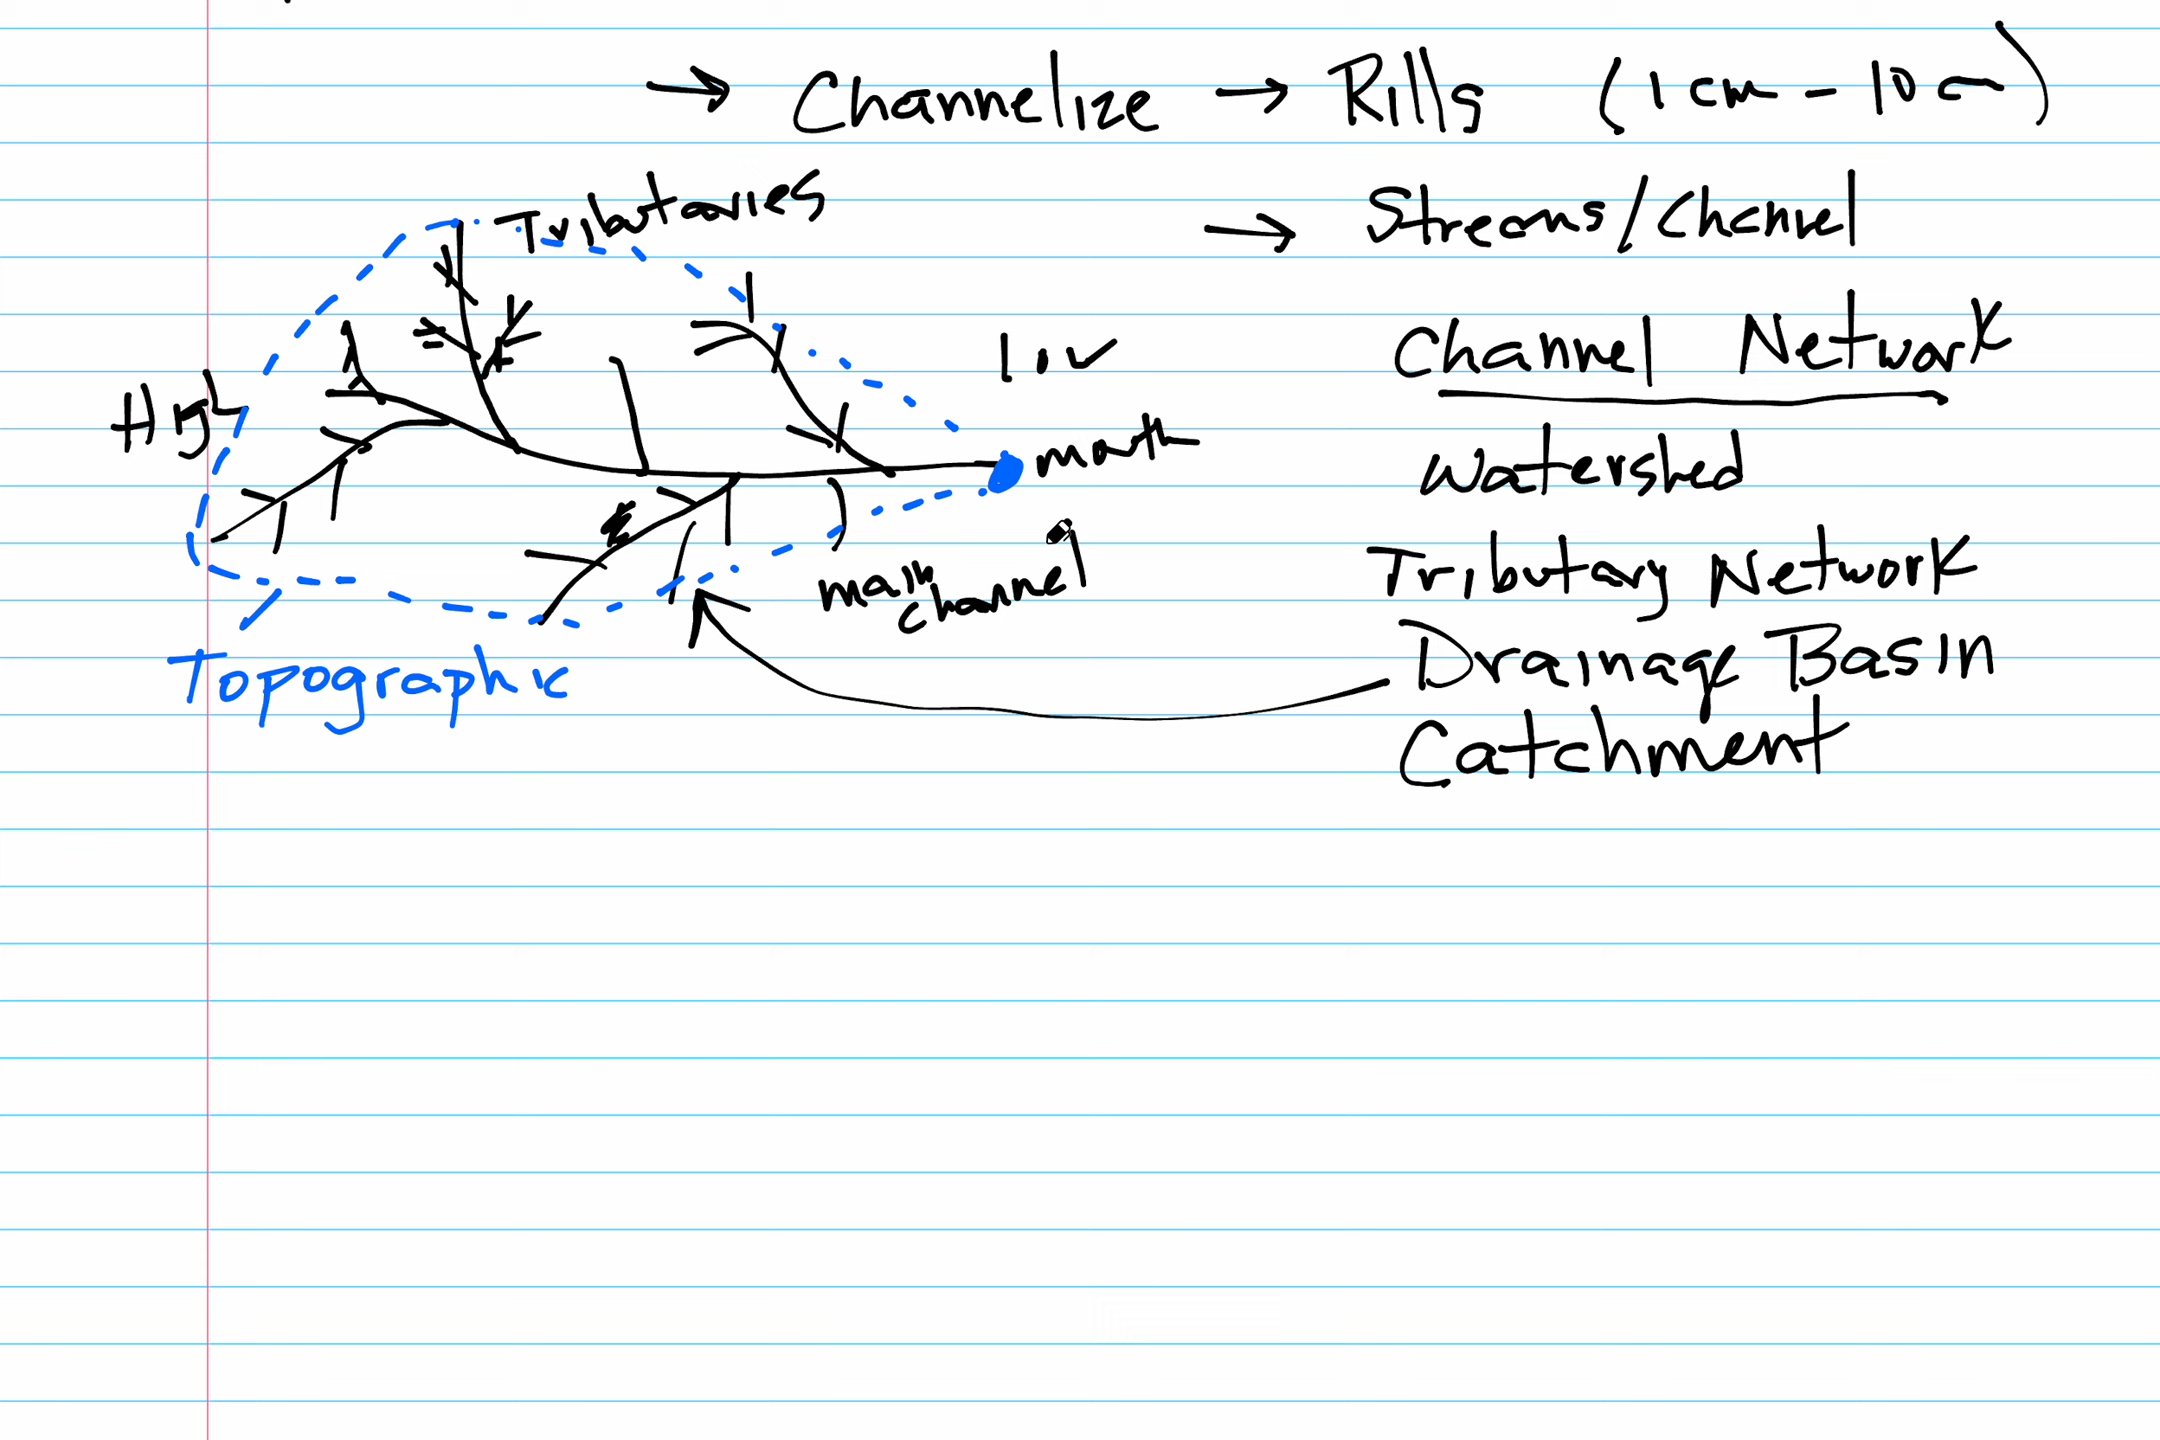 → Channelize → Rills (1 cm - 10 cm)
Tributaries
→ Streams/Channel
low
Channel Network
High
mouth
Watershed
main channel
Tributary Network
Topographic
Drainage Basin
Catchment